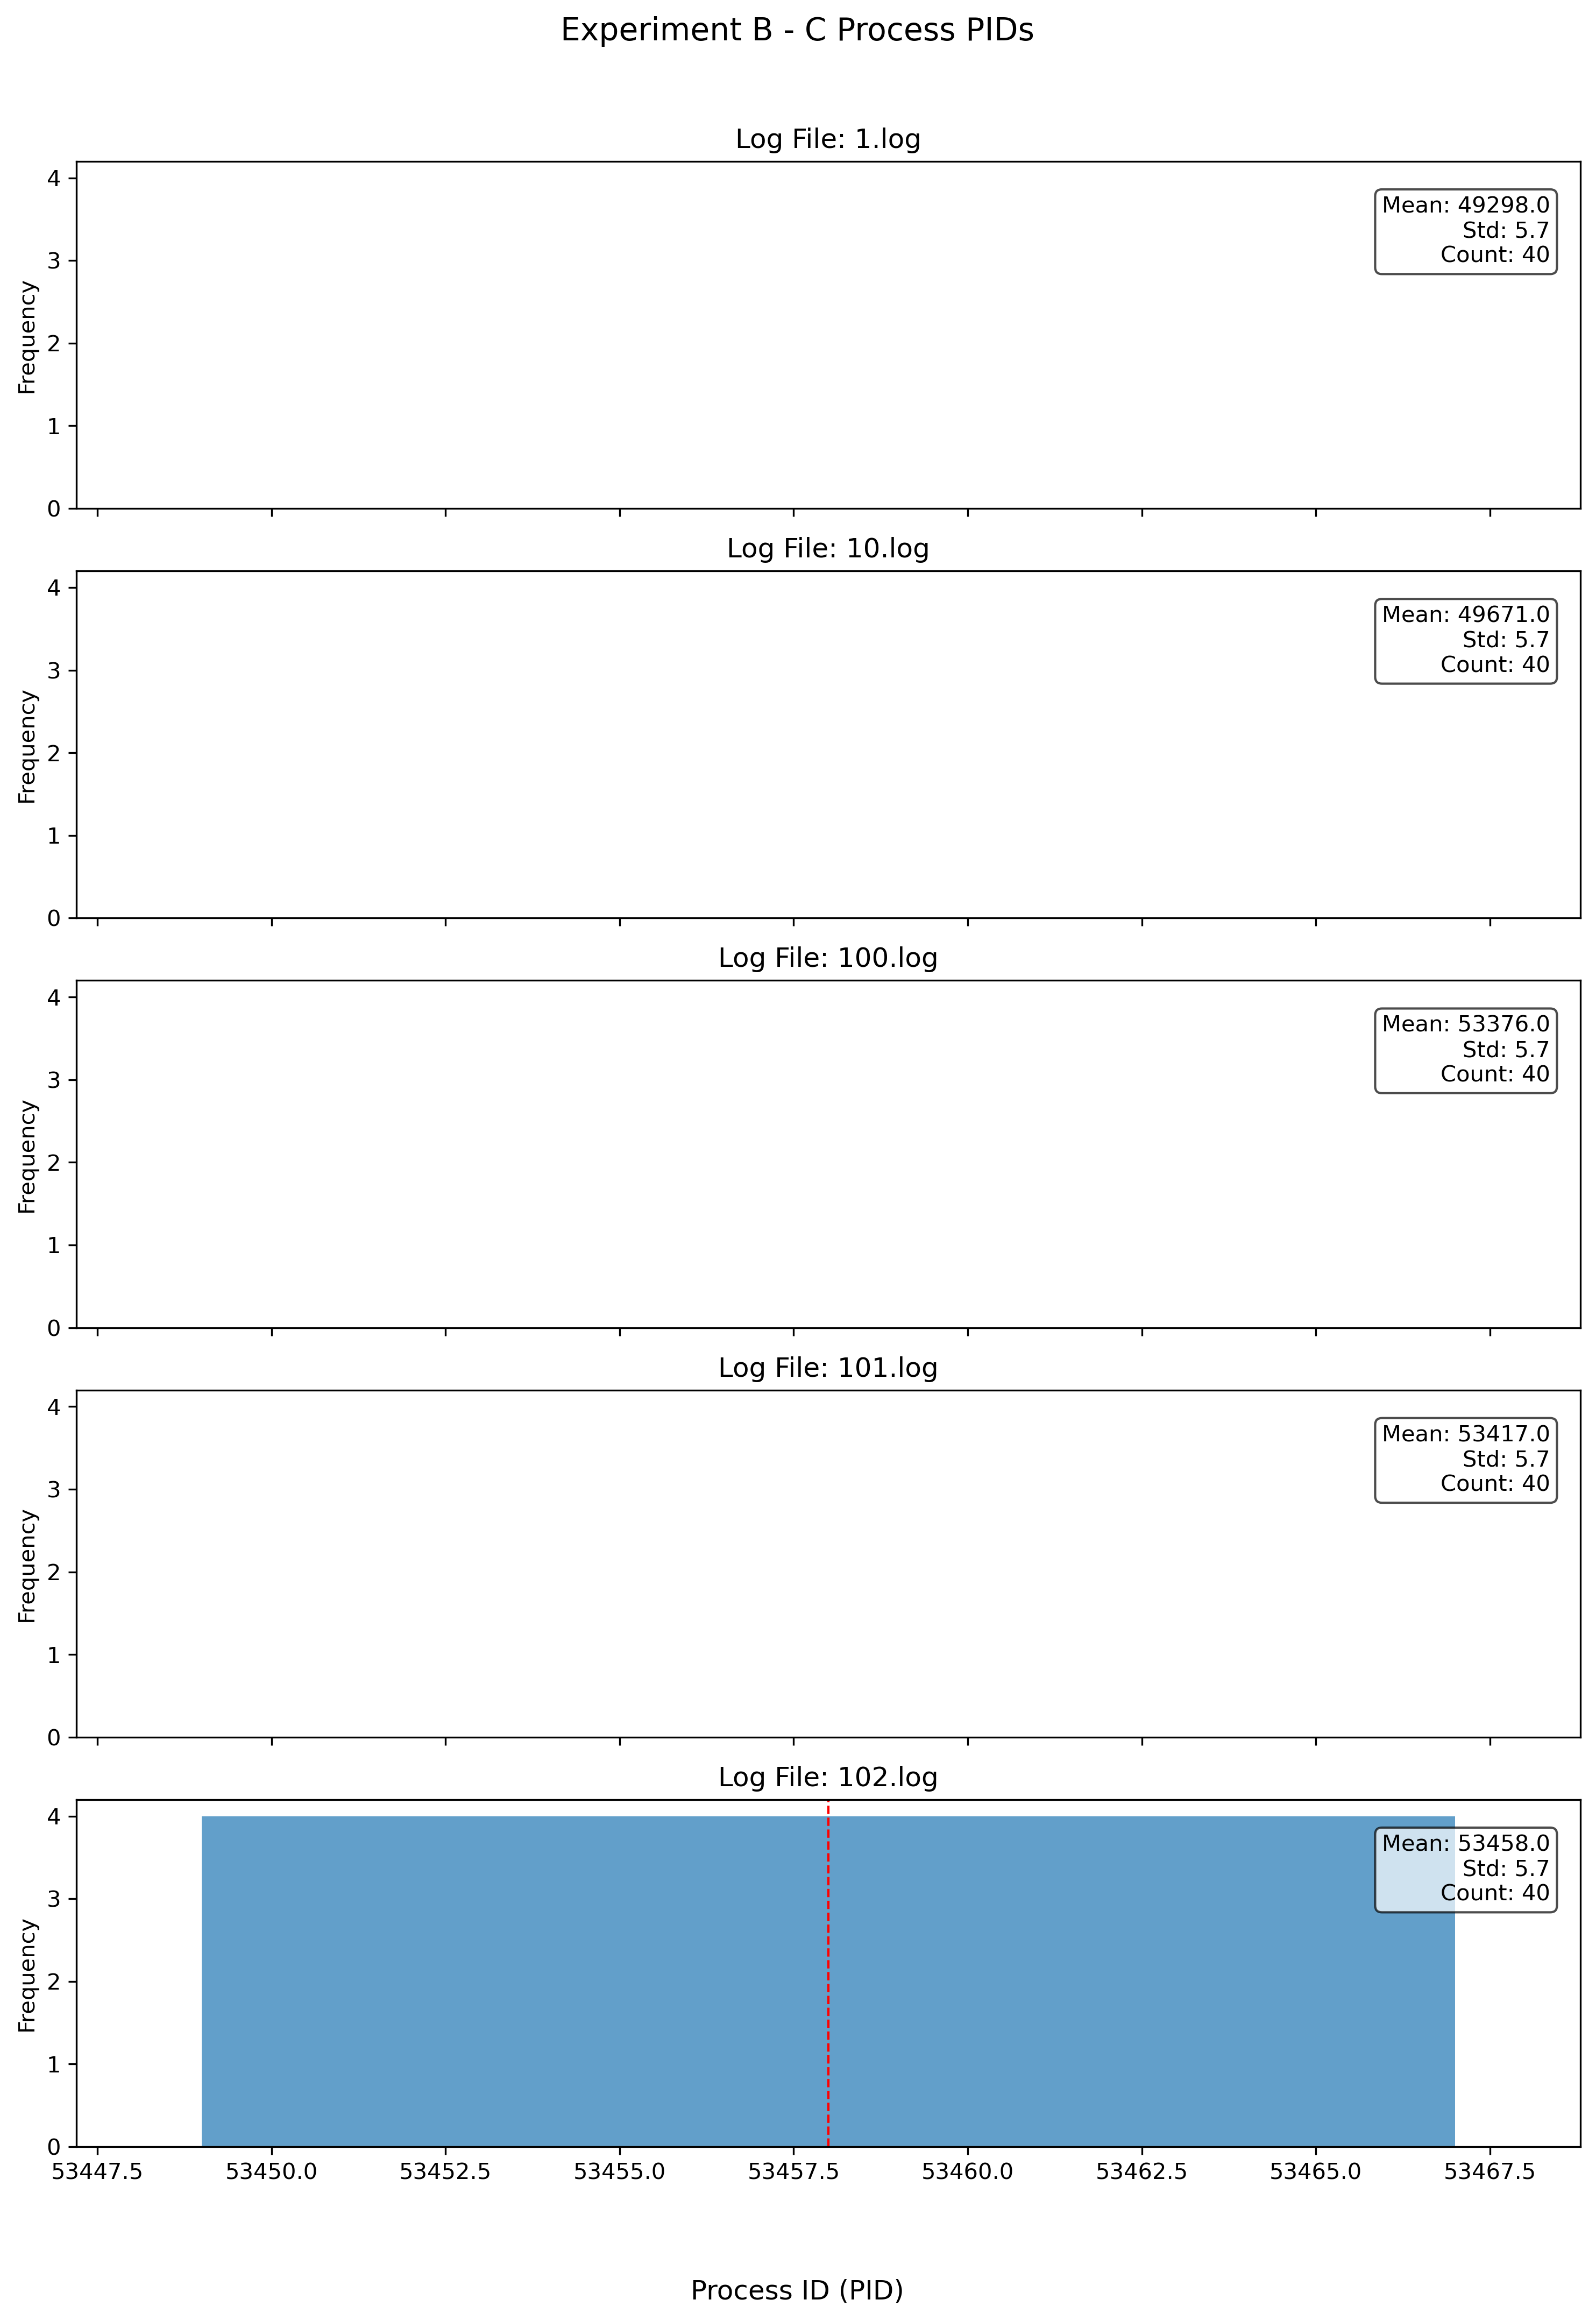 Experiment B - C Process PIDs
Log File: 1.log
4
3
2
1
0
Frequency
Mean: 49298.0
Std: 5.7
Count: 40
Log File: 10.log
4
3
2
1
0
Frequency
Mean: 49671.0
Std: 5.7
Count: 40
Log File: 100.log
4
3
2
1
0
Frequency
Mean: 53376.0
Std: 5.7
Count: 40
Log File: 101.log
4
3
2
1
0
Frequency
Mean: 53417.0
Std: 5.7
Count: 40
Log File: 102.log
4
3
2
1
0
Frequency
Mean: 53458.0
Std: 5.7
Count: 40
53447.5 53450.0 53452.5 53455.0 53457.5 53460.0 53462.5 53465.0 53467.5
Process ID (PID)